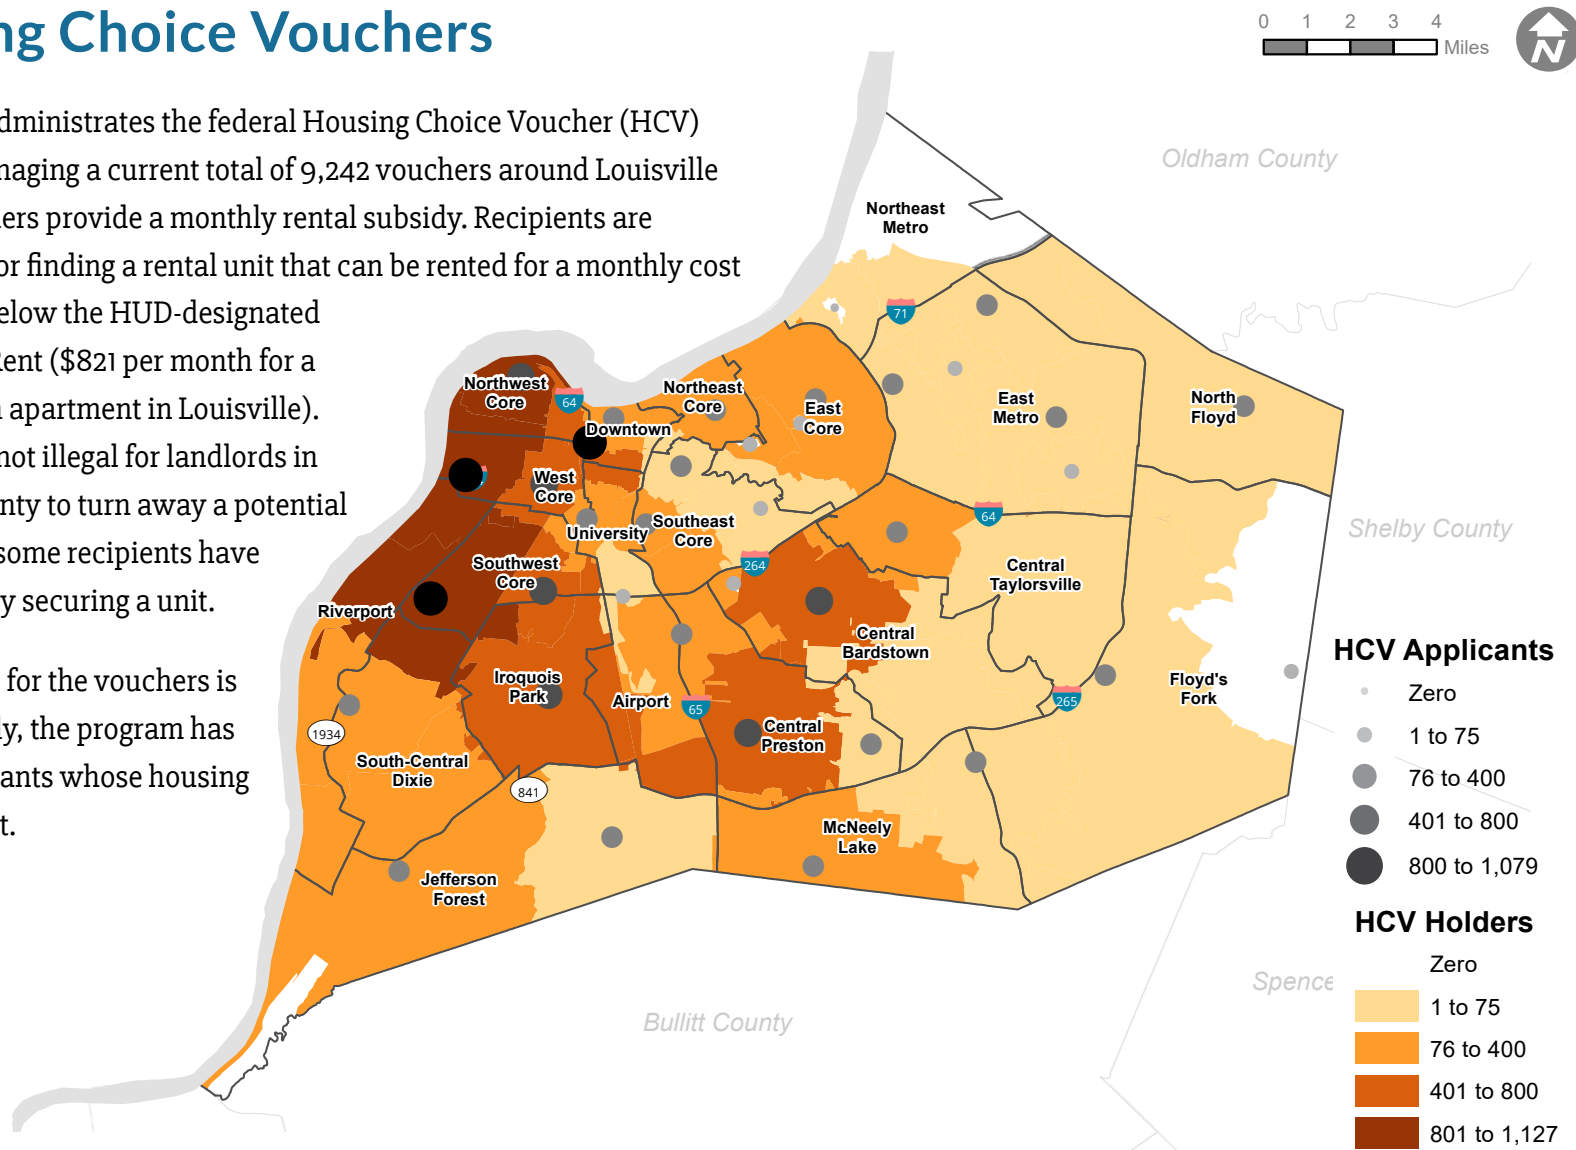 ng Choice Vouchers
dministrates the federal Housing Choice Voucher (HCV)
naging a current total of 9,242 vouchers around Louisville
ers provide a monthly rental subsidy. Recipients are
or finding a rental unit that can be rented for a monthly cost
elow the HUD-designated
Rent ($821 per month for a
apartment in Louisville).
not illegal for landlords in
nty to turn away a potential
some recipients have
y securing a unit.
for the vouchers is
ly, the program has
ants whose housing
t.
0 1 2 3 4
Miles
N
Oldham County
Northeast
Metro
71
Northwest
Core
64
Northeast
Core
Downtown
East
Core
East
Metro
North
Floyd
West
Core
University
Southeast
Core
64
Shelby County
264
Southwest
Core
Central
Taylorsville
Riverport
Central
Bardstown
Iroquois
Park
Airport
65
265
Floyd's
Fork
1934
Central
Preston
South-Central
Dixie
841
McNeely
Lake
Jefferson
Forest
Bullitt County
Spence
HCV Applicants
Zero
1 to 75
76 to 400
401 to 800
800 to 1,079
HCV Holders
Zero
1 to 75
76 to 400
401 to 800
801 to 1,127